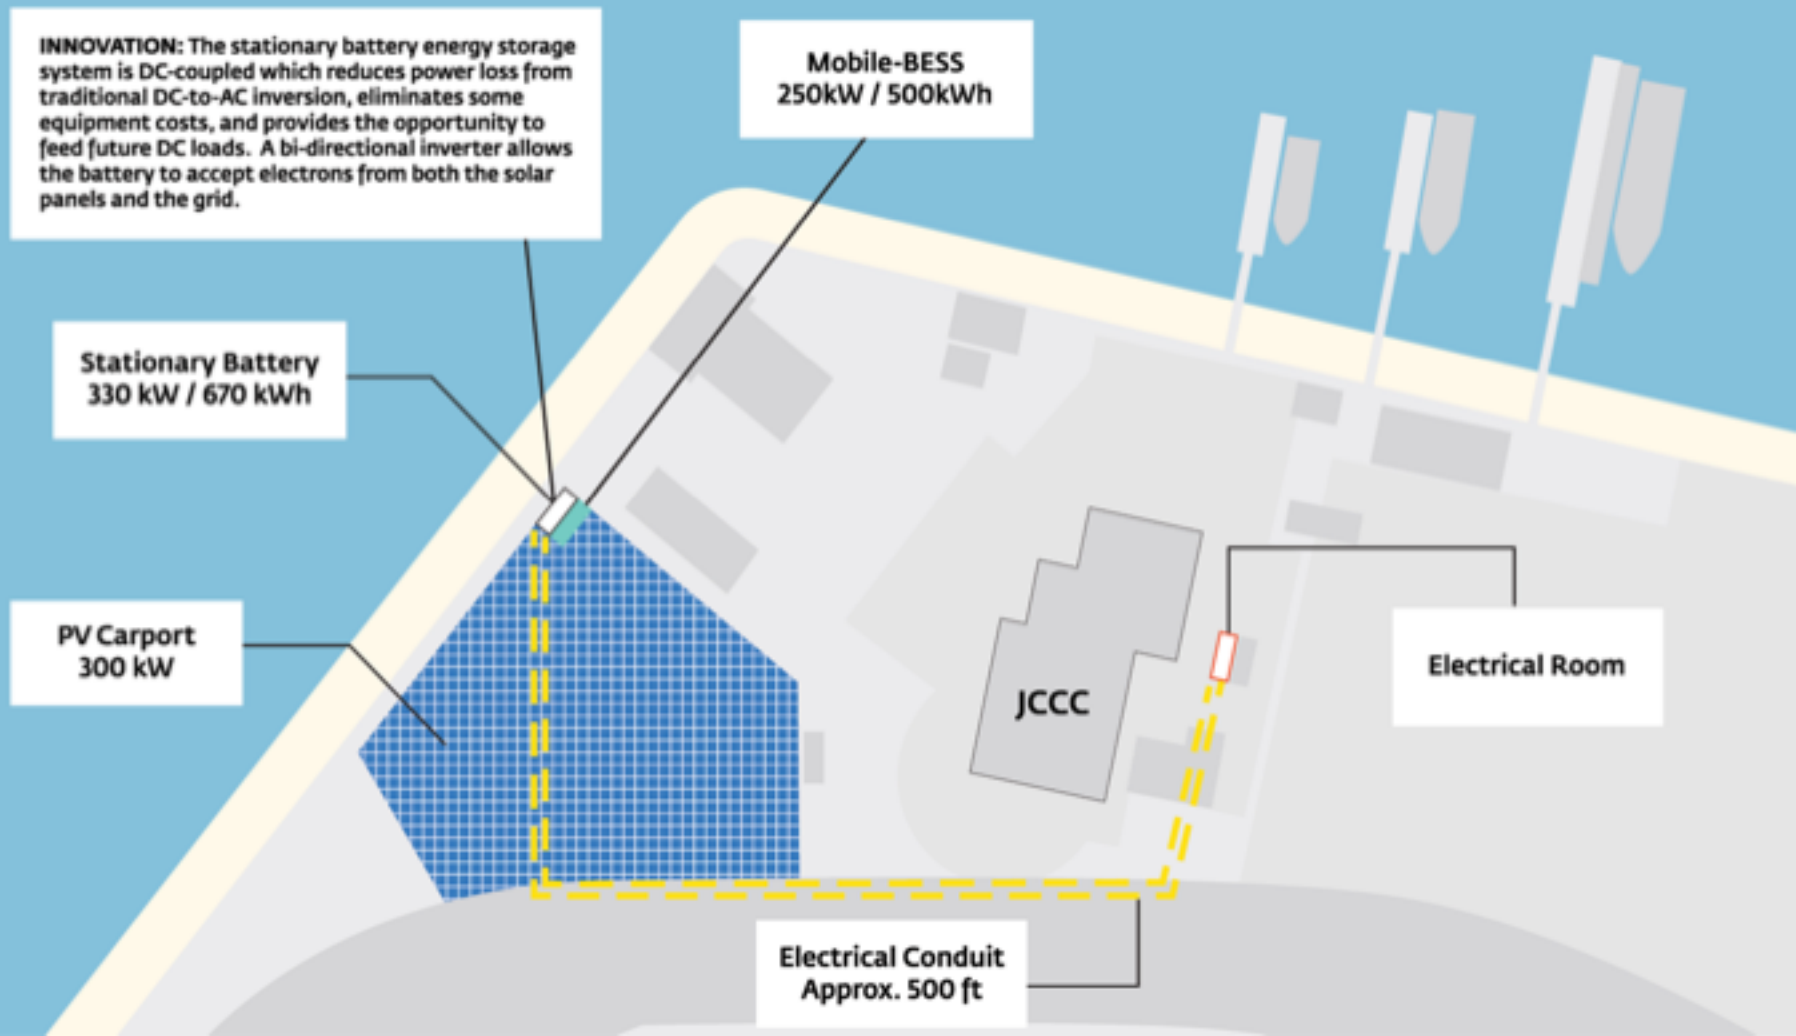 INNOVATION: The stationary battery energy storage
system is DC-coupled which reduces power loss from
traditional DC-to-AC inversion, eliminates some
equipment costs, and provides the opportunity to
feed future DC loads. A bi-directional inverter allows
the battery to accept electrons from both the solar
panels and the grid.
Mobile-BESS
250kW / 500kWh
Stationary Battery
330 kW / 670 kWh
PV Carport
300 kW
JCCC
Electrical Room
Electrical Conduit
Approx. 500 ft